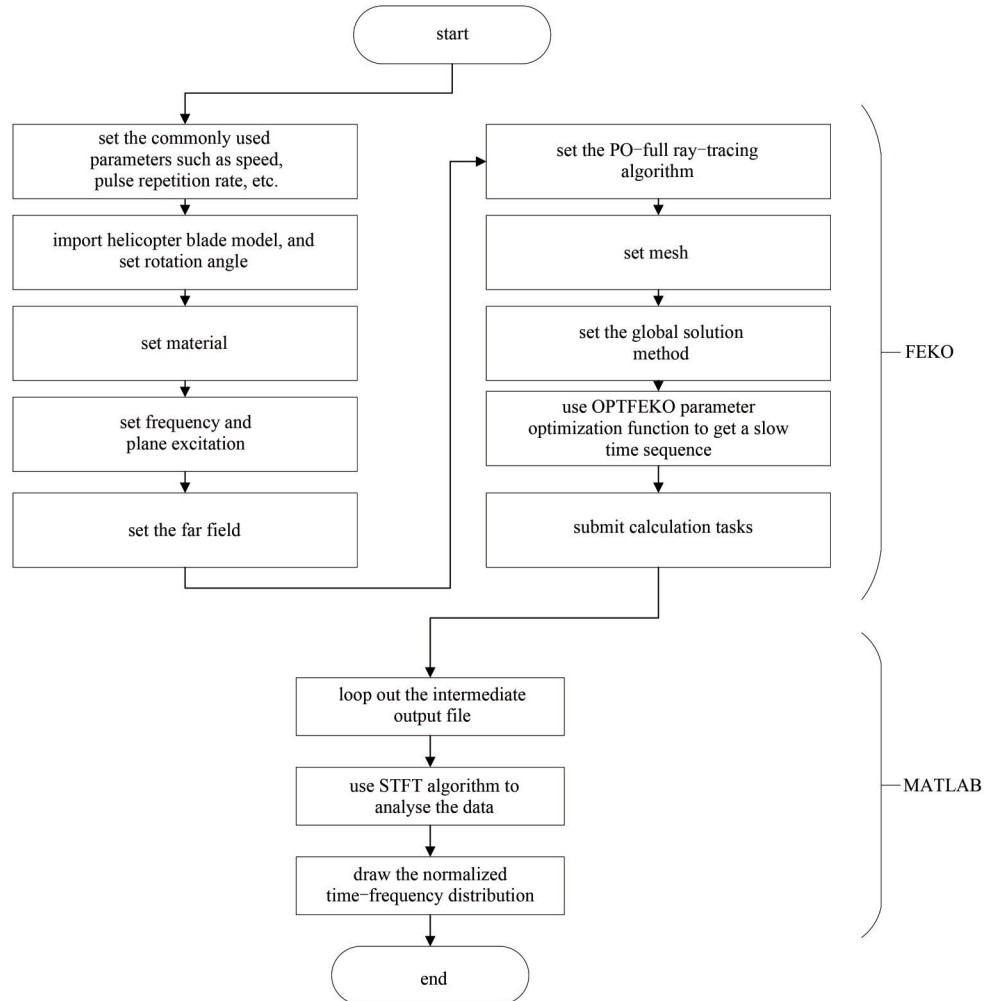 start
set the commonly used
parameters such as speed,
pulse repetition rate, etc.
import helicopter blade model, and
set rotation angle
set material
set frequency and
plane excitation
set the far field
set the PO-full ray-tracing
algorithm
set mesh
set the global solution
method
use OPTFEKO parameter
optimization function to get a slow
time sequence
submit calculation tasks
FEKO
loop out the intermediate
output file
use STFT algorithm to
analyse the data
draw the normalized
time-frequency distribution
MATLAB
end